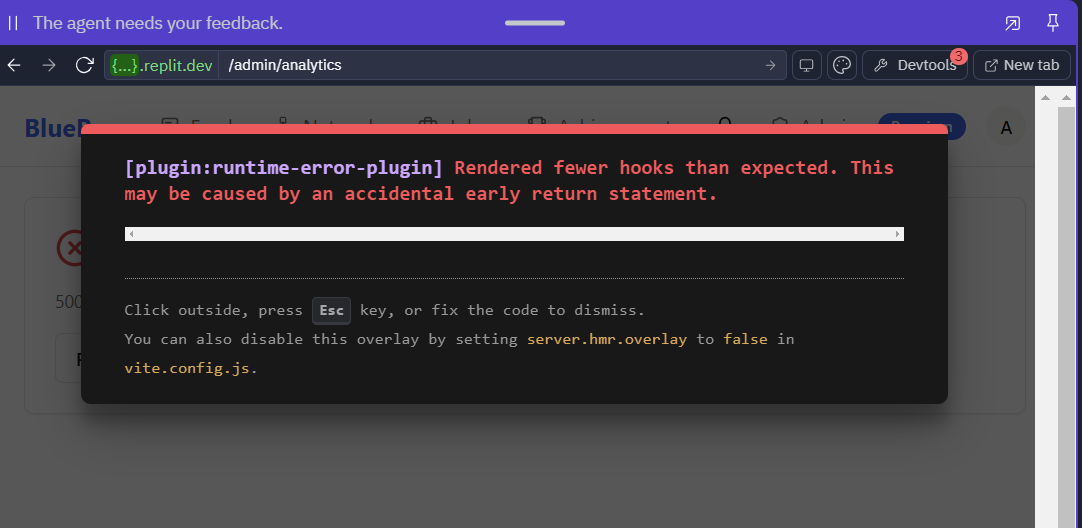 The agent needs your feedback.
{...}.replit.dev /admin/analytics
Devtools 3 New tab
A
[plugin:runtime-error-plugin] Rendered fewer hooks than expected. This
may be caused by an accidental early return statement.
500
Click outside, press Esc key, or fix the code to dismiss.
You can also disable this overlay by setting server.hmr.overlay to false in
vite.config.js.